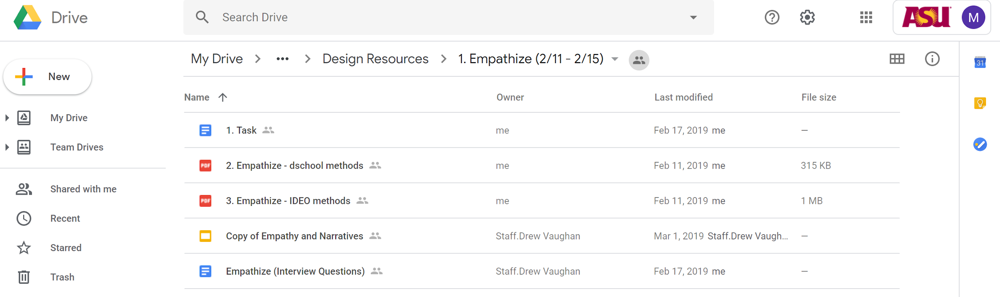 Drive
Search Drive
ASU
M
My Drive
Design Resources
1. Empathize (2/11 - 2/15)
31
New
Name Owner Last modified File size
My Drive
Team Drives
Shared with me
Recent
Starred
Trash
1. Task me Feb 17, 2019 me –
PDF 2. Empathize - dschool methods me Feb 11, 2019 me 315 KB
PDF 3. Empathize - IDEO methods me Feb 11, 2019 me 1 MB
Copy of Empathy and Narratives Staff.Drew Vaughan Mar 1, 2019 Staff.Drew Vaugh... –
Empathize (Interview Questions) Staff.Drew Vaughan Feb 17, 2019 me –